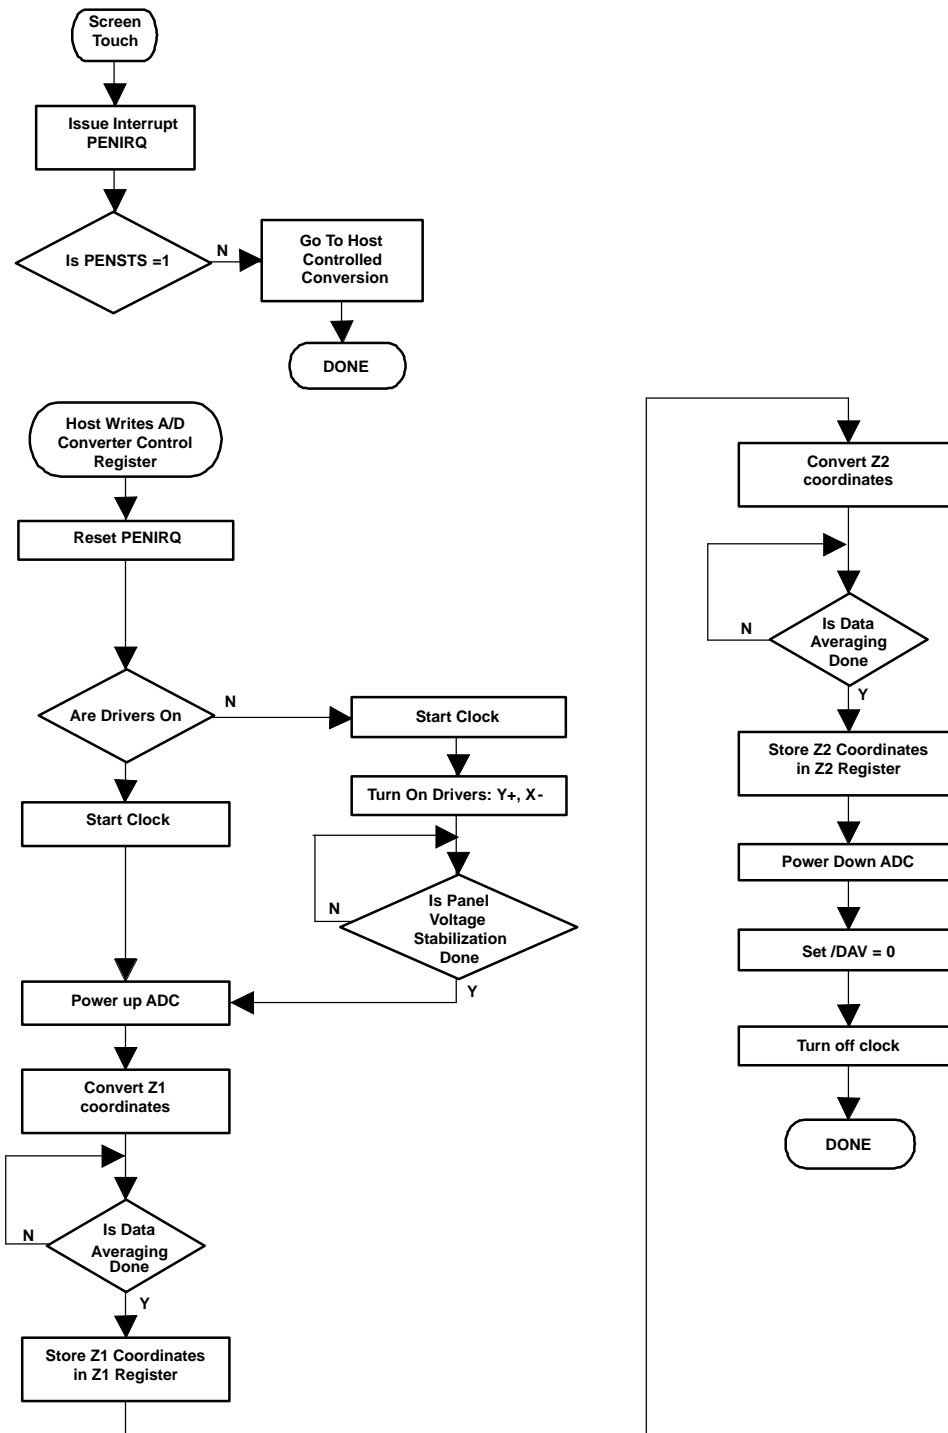 Screen
Touch
Issue Interrupt
PENIRQ
Is PENSTS =1
N
Go To Host
Controlled
Conversion
DONE
Host Writes A/D
Converter Control
Register
Reset PENIRQ
Are Drivers On
N
Start Clock
Turn On Drivers: Y+, X-
Start Clock
Is Panel
Voltage
Stabilization
Done
N
Y
Power up ADC
Convert Z1
coordinates
Is Data
Averaging
Done
N
Y
Store Z1 Coordinates
in Z1 Register
Convert Z2
coordinates
Is Data
Averaging
Done
N
Y
Store Z2 Coordinates
in Z2 Register
Power Down ADC
Set /DAV = 0
Turn off clock
DONE